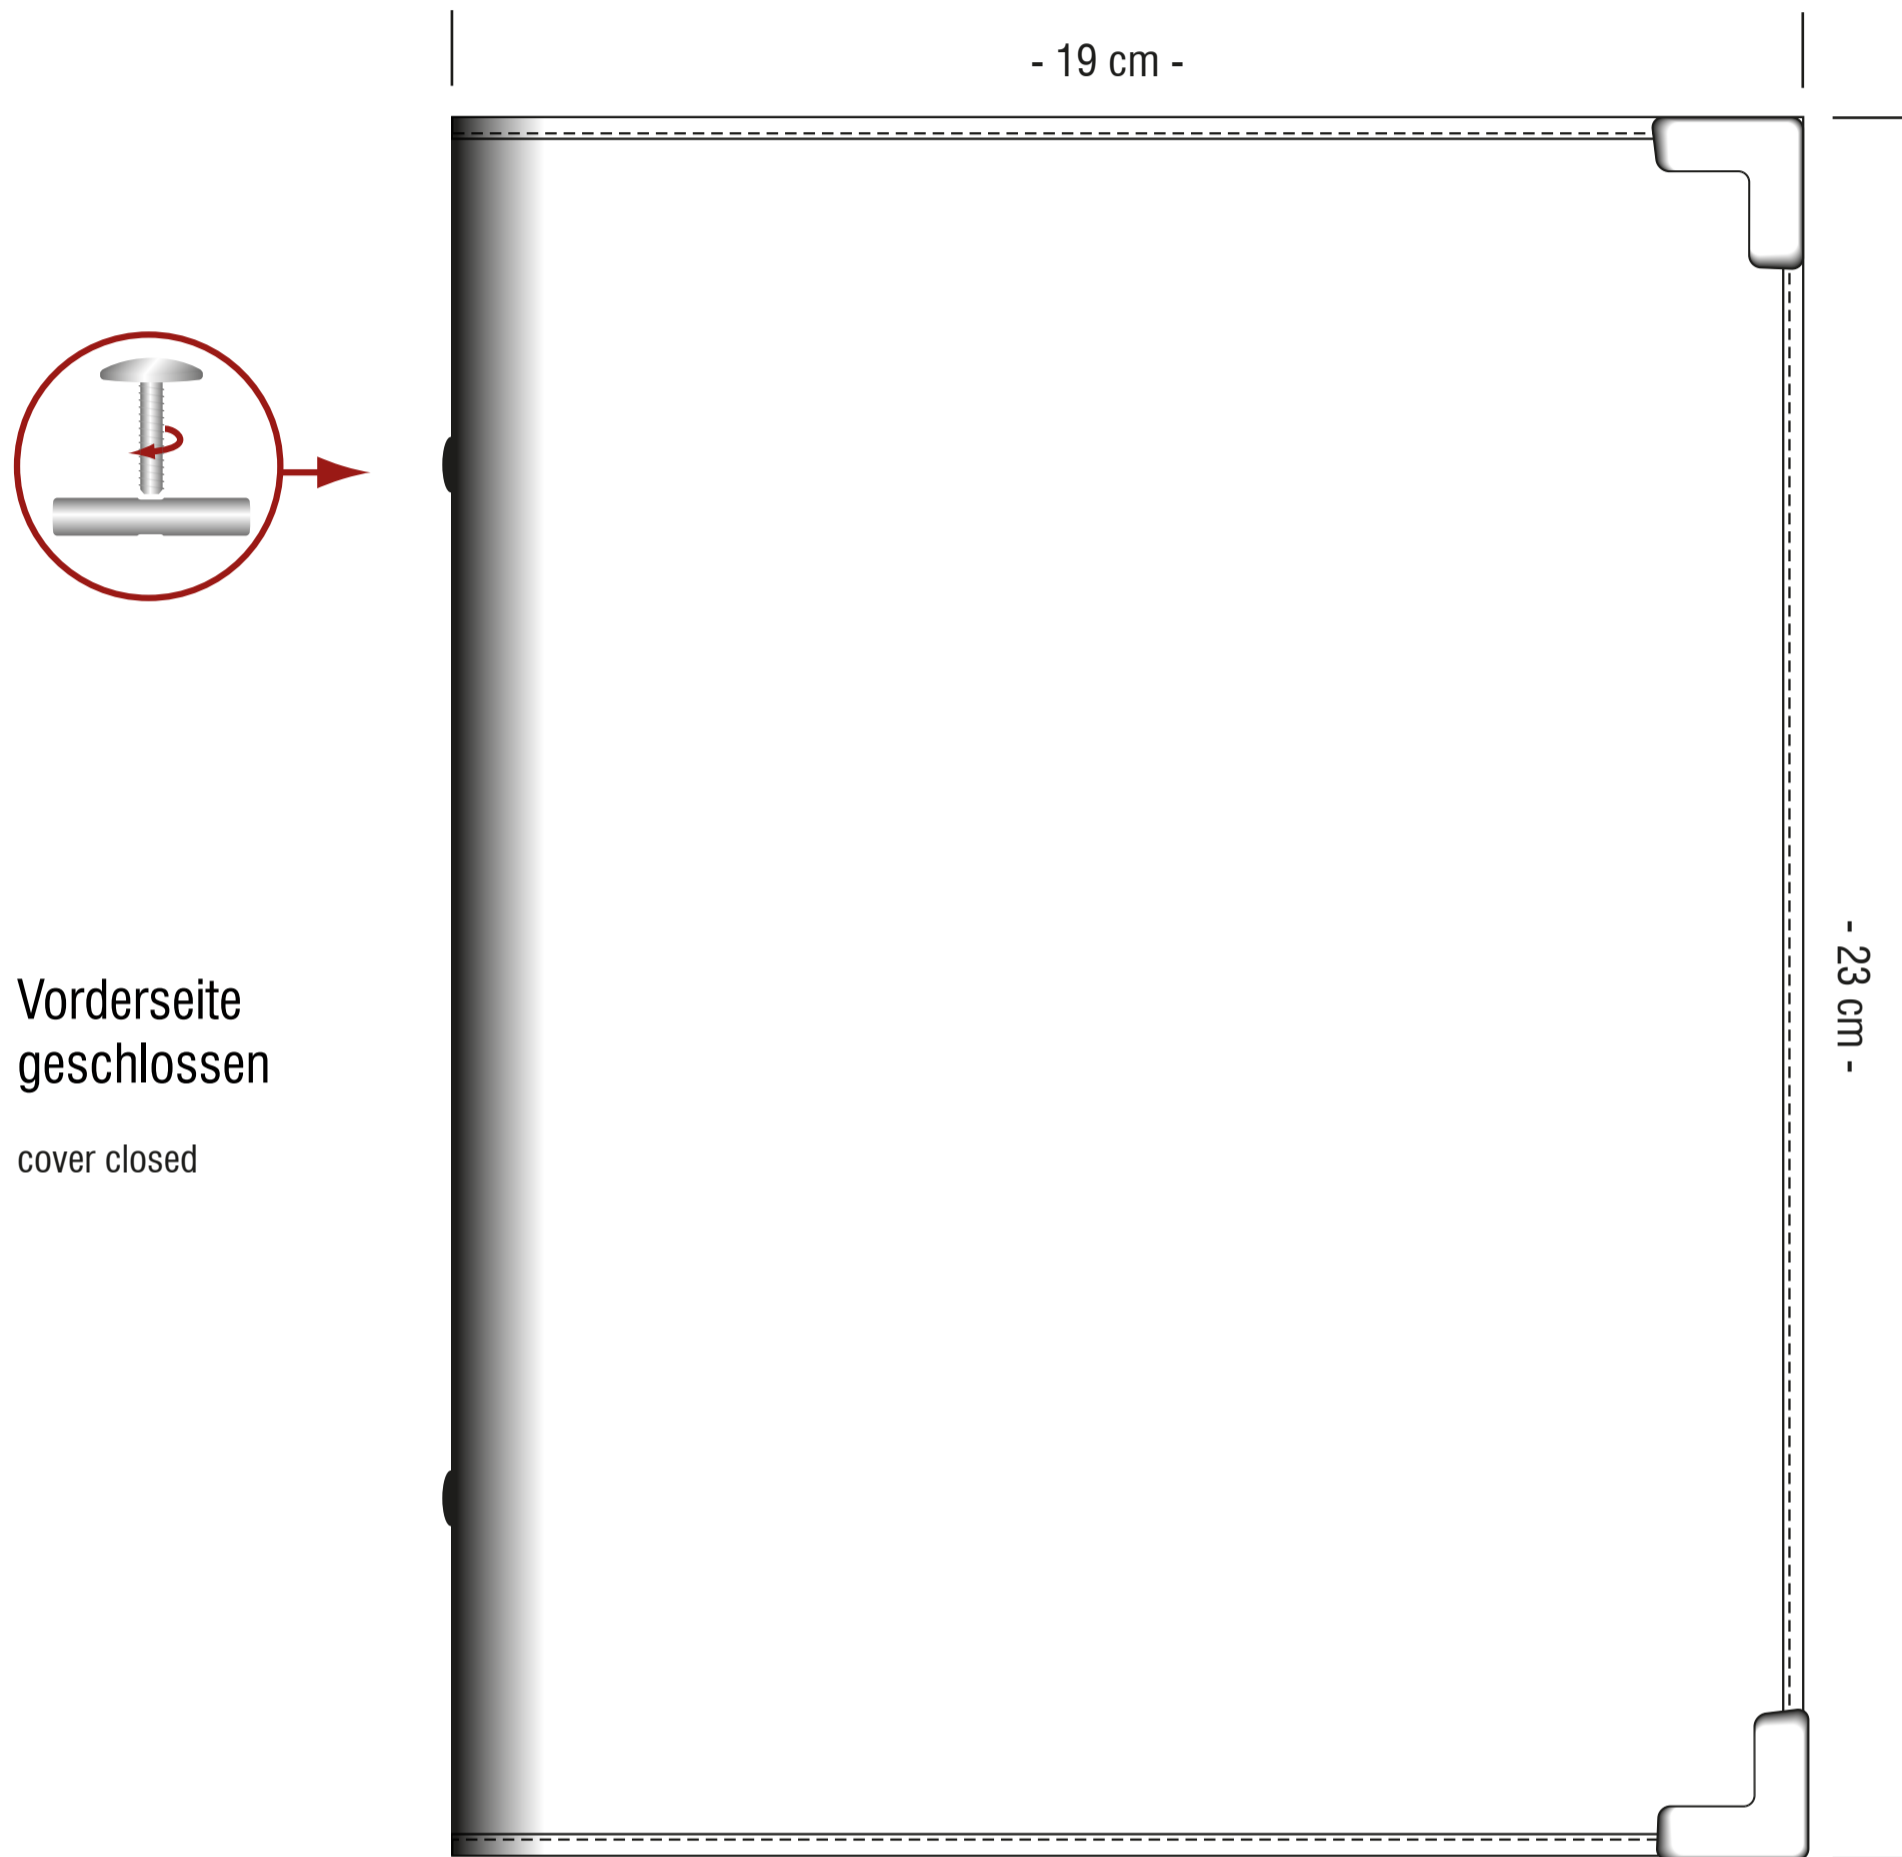 - 19 cm -
- 23 cm -
Vorderseite
geschlossen
cover closed